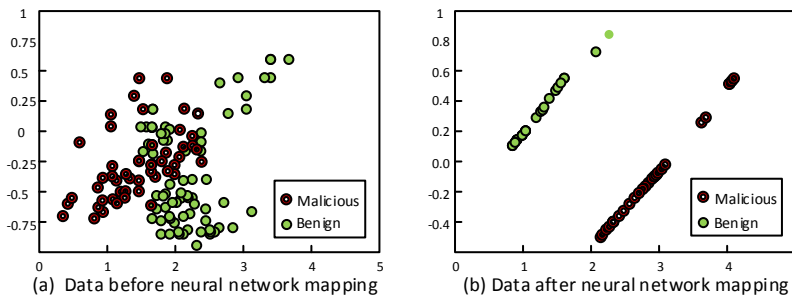 1
0.75
0.5
0.25
0
-0.25
-0.5
-0.75
0 1 2 3 4 5
Malicious
Benign
(a) Data before neural network mapping
1
0.8
0.6
0.4
0.2
0.0
-0.2
-0.4
0 1 2 3 4
Malicious
Benign
(b) Data after neural network mapping